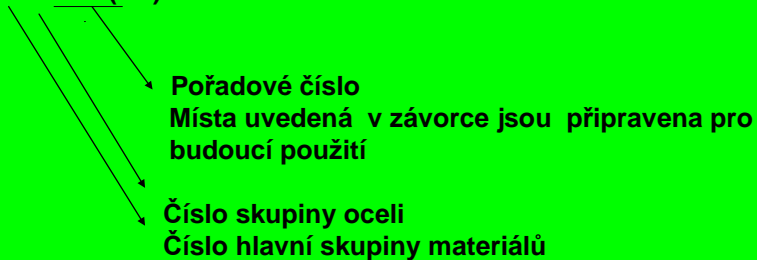 Pořadové číslo
Místa uvedená v závorce jsou připravena pro
budoucí použití
Číslo skupiny oceli
Číslo hlavní skupiny materiálů